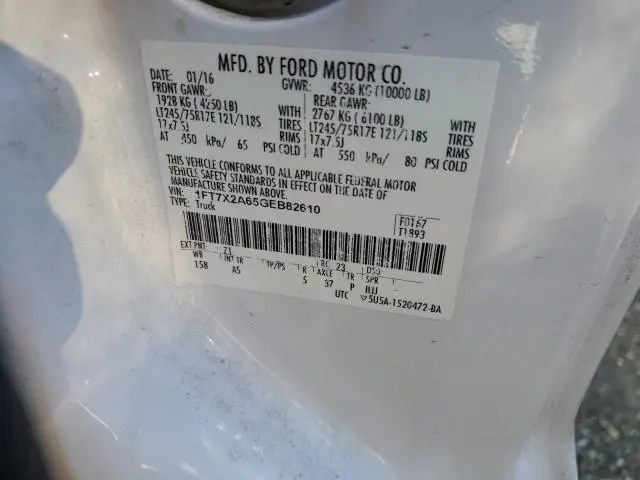 MFD. BY FORD MOTOR CO.
DATE: 01/16 GVWR: 4536 KG (10000 LB)
FRONT GAWR: REAR GAWR:
1928 KG (4250 LB) WITH 2767 KG (6100 LB) WITH
LT245/75R17E 121/118S TIRES LT245/75R17E 121/118S TIRES
17x7.5J RIMS 17x7.5J RIMS
AT 450 kPa/ 65 PSI COLD AT 550 kPa/ 80 PSI COLD
THIS VEHICLE CONFORMS TO ALL APPLICABLE FEDERAL MOTOR
VEHICLE SAFETY STANDARDS IN EFFECT ON THE DATE OF
MANUFACTURE SHOWN ABOVE.
VIN: 1FT7X2A65GEB82610
TYPE: Truck
F0167
T1893
EXT PNT: Z1 RC: 23 DSO:
WB INT TR TP/PS R AXLE TR SPR
158 AS S 37 P
UTC 5U5A-1520472-BA